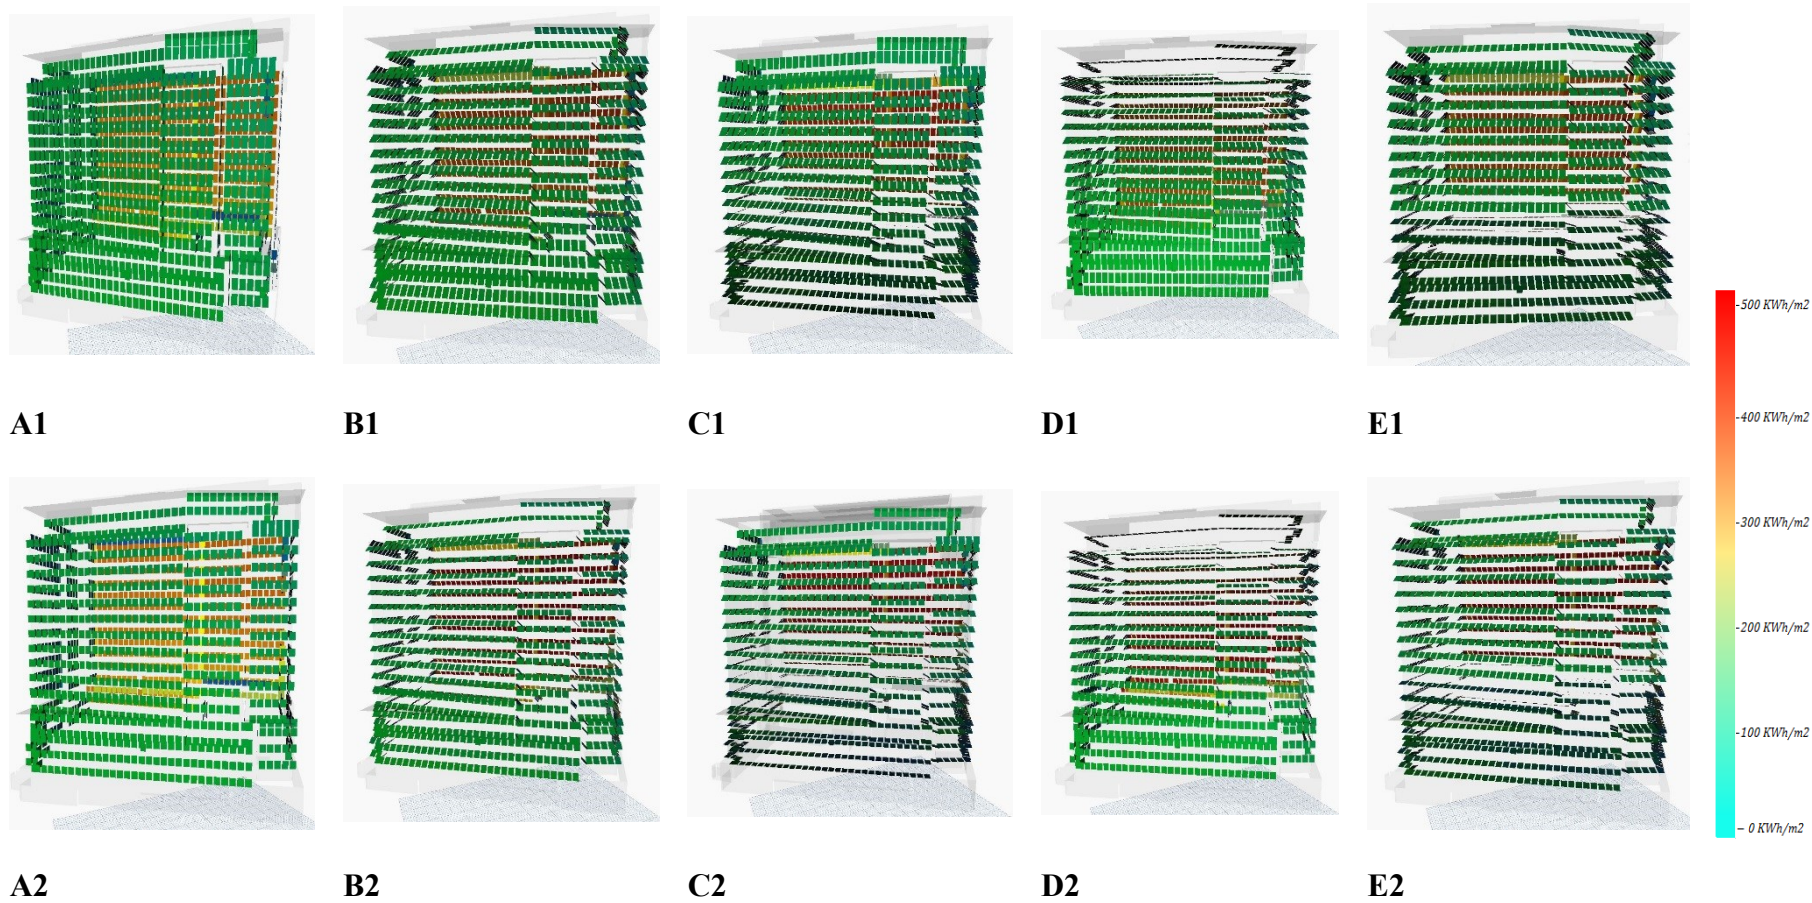 500 KWh/m2
400 KWh/m2
300 KWh/m2
200 KWh/m2
100 KWh/m2
0 KWh/m2
A1 B1 C1 D1 E1
A2 B2 C2 D2 E2